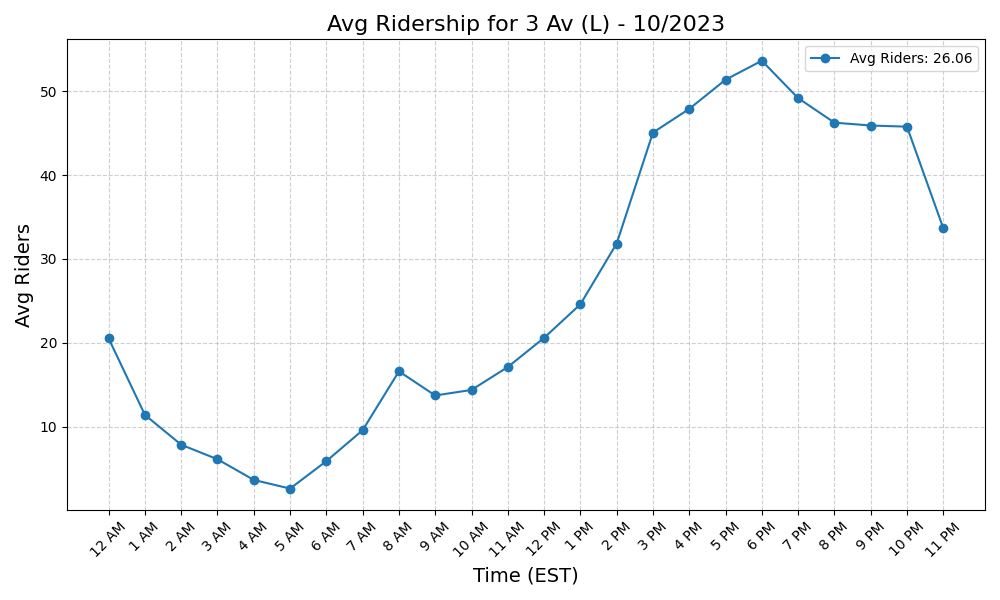 Avg Ridership for 3 Av (L) - 10/2023
Avg Riders: 26.06
Avg Riders
50
40
30
20
10
12 AM
1 AM
2 AM
3 AM
4 AM
5 AM
6 AM
7 AM
8 AM
9 AM
10 AM
11 AM
12 PM
1 PM
2 PM
3 PM
4 PM
5 PM
6 PM
7 PM
8 PM
9 PM
10 PM
11 PM
Time (EST)